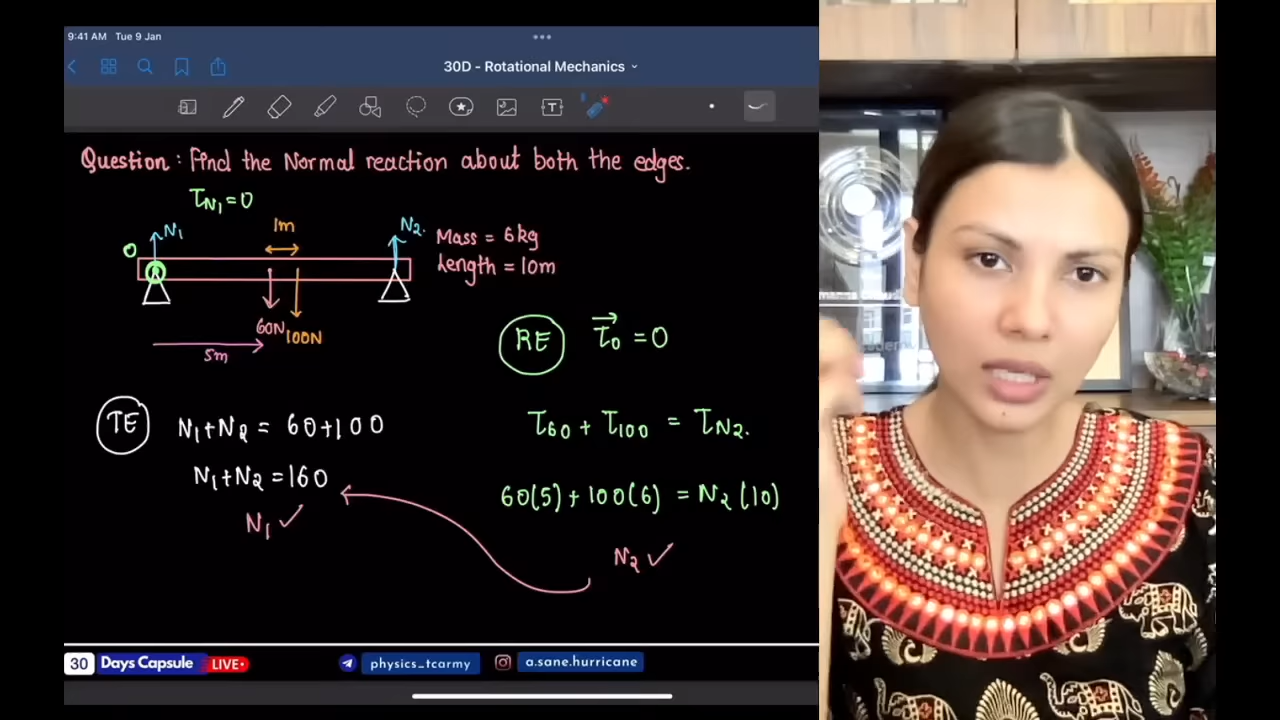 9:41 AM Tue 9 Jan
30D - Rotational Mechanics
T
Question : Find the Normal reaction about both the edges.
τN₁ = 0
N₁
1m
N₂.
O
Mass = 6kg
Length = 10m
60N
100N
5m
RE τ⃗₀ = 0
TE N₁+N₂ = 60+100
τ₆₀ + τ₁₀₀ = τN₂.
N₁+N₂ = 160
60(5) + 100(6) = N₂(10)
N₁ ✓
N₂ ✓
30 Days Capsule LIVE
physics_tcarmy
a.sane.hurricane